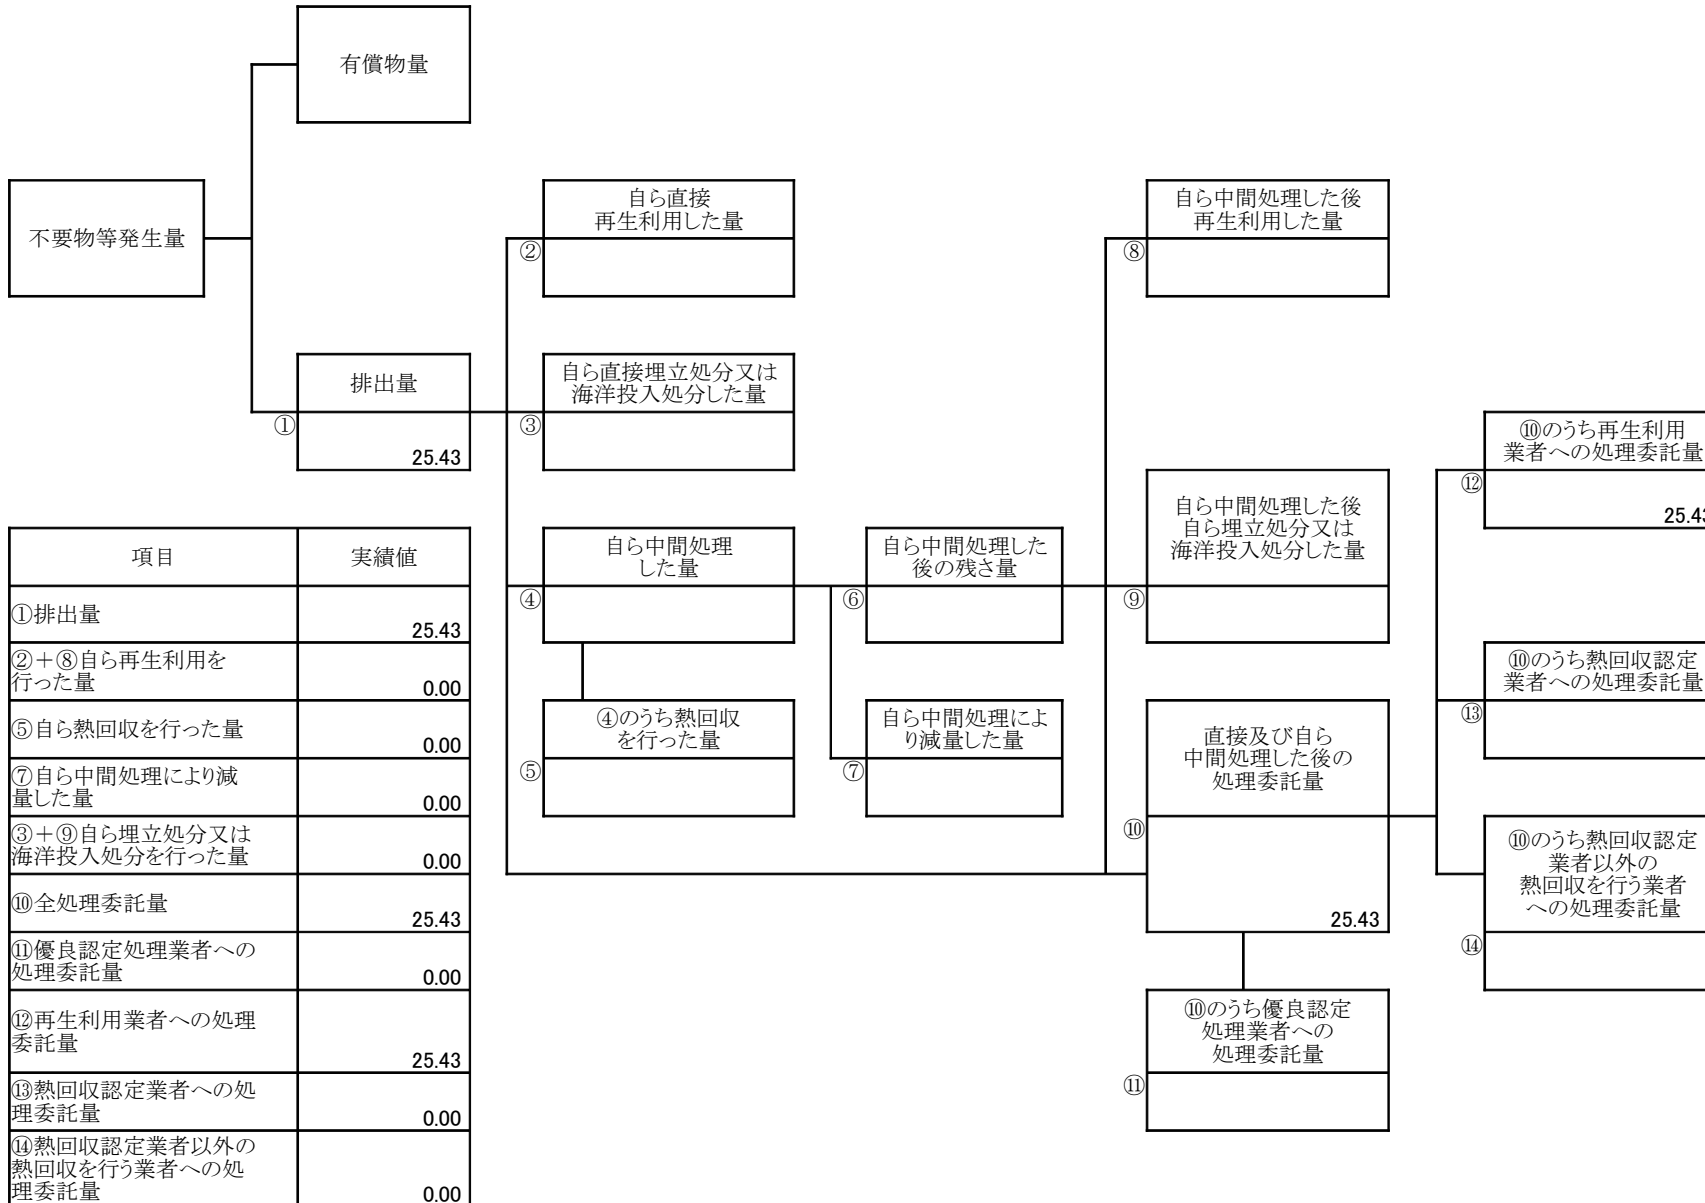 有償物量
不要物等発生量
自ら直接
再生利用した量
②
自ら中間処理した後
再生利用した量
⑧
排出量
①
25.43
自ら直接埋立処分又は
海洋投入処分した量
③
⑩のうち再生利用
業者への処理委託量
⑫
25.43
自ら中間処理した後
自ら埋立処分又は
海洋投入処分した量
⑨
自ら中間処理
した量
④
自ら中間処理した
後の残さ量
⑥
④のうち熱回収
を行った量
⑤
自ら中間処理によ
り減量した量
⑦
直接及び自ら
中間処理した後の
処理委託量
⑩
25.43
⑩のうち熱回収認定
業者への処理委託量
⑬
⑩のうち熱回収認定
業者以外の
熱回収を行う業者
への処理委託量
⑭
⑩のうち優良認定
処理業者への
処理委託量
⑪
項目 実績値
①排出量
25.43
②+⑧自ら再生利用を
行った量 0.00
⑤自ら熱回収を行った量
0.00
⑦自ら中間処理により減
量した量 0.00
③+⑨自ら埋立処分又は
海洋投入処分を行った量 0.00
⑩全処理委託量
25.43
⑪優良認定処理業者への
処理委託量 0.00
⑫再生利用業者への処理
委託量
25.43
⑬熱回収認定業者への処
理委託量 0.00
⑭熱回収認定業者以外の
熱回収を行う業者への処
理委託量 0.00